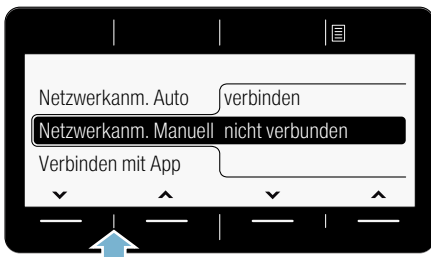 Netzwerkanm. Auto verbinden
Netzwerkanm. Manuell nicht verbunden
Verbinden mit App